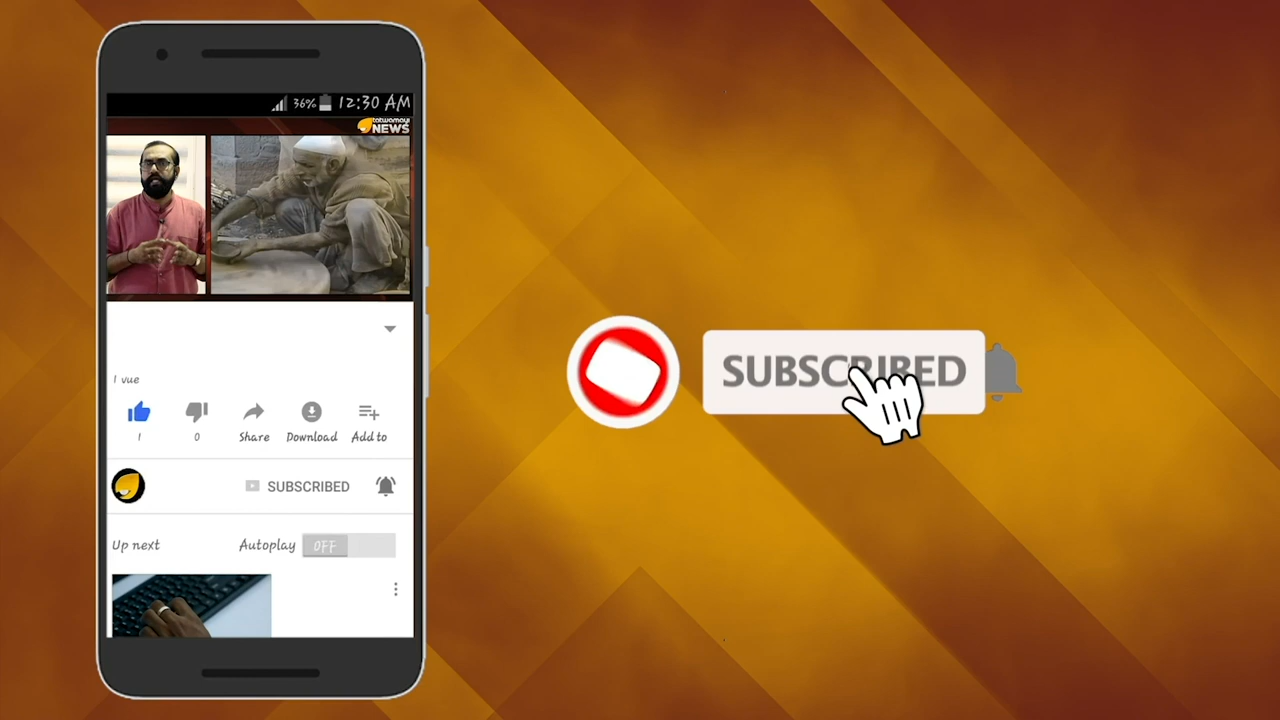 36% 12:30 AM
tatwamayi
NEWS
1 vue
1
0
Share
Download
Add to
SUBSCRIBED
Up next
Autoplay
OFF
SUBSCRIBED